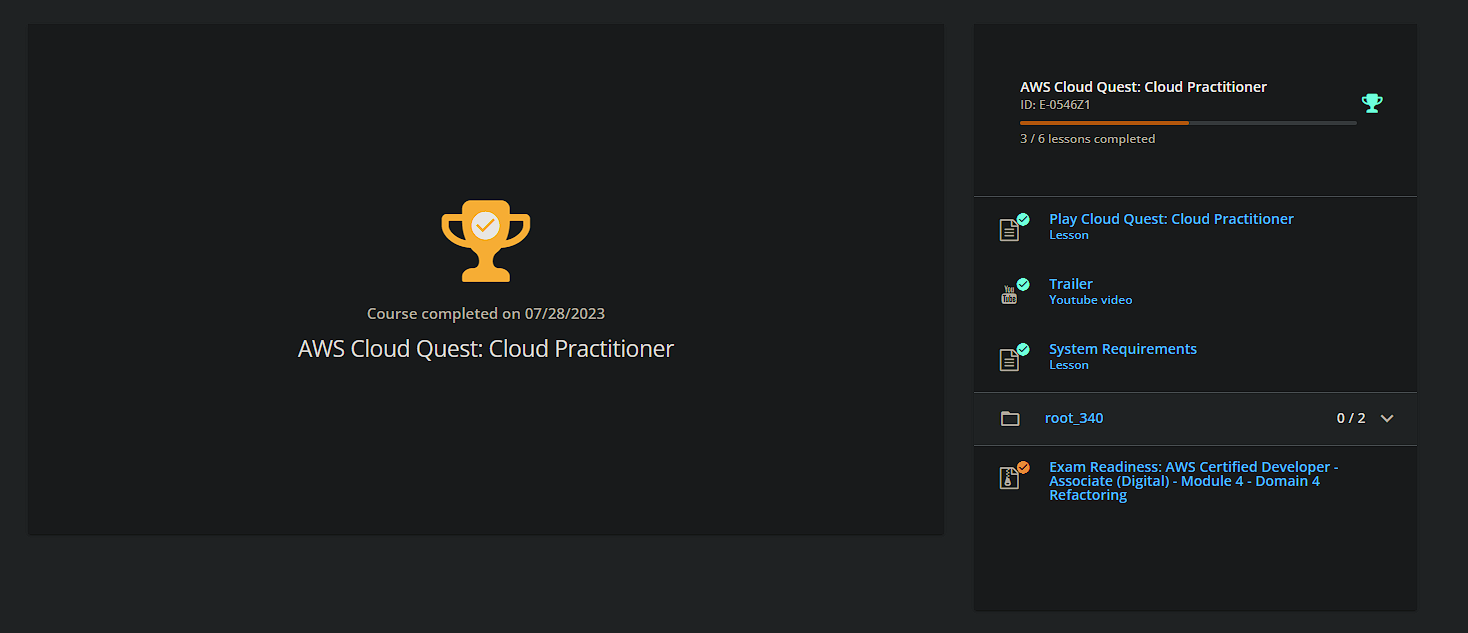 Course completed on 07/28/2023
AWS Cloud Quest: Cloud Practitioner
AWS Cloud Quest: Cloud Practitioner
ID: E-0546Z1
3 / 6 lessons completed
Play Cloud Quest: Cloud Practitioner
Lesson
You
Tube
Trailer
Youtube video
System Requirements
Lesson
root_340
0 / 2
Exam Readiness: AWS Certified Developer -
Associate (Digital) - Module 4 - Domain 4
Refactoring